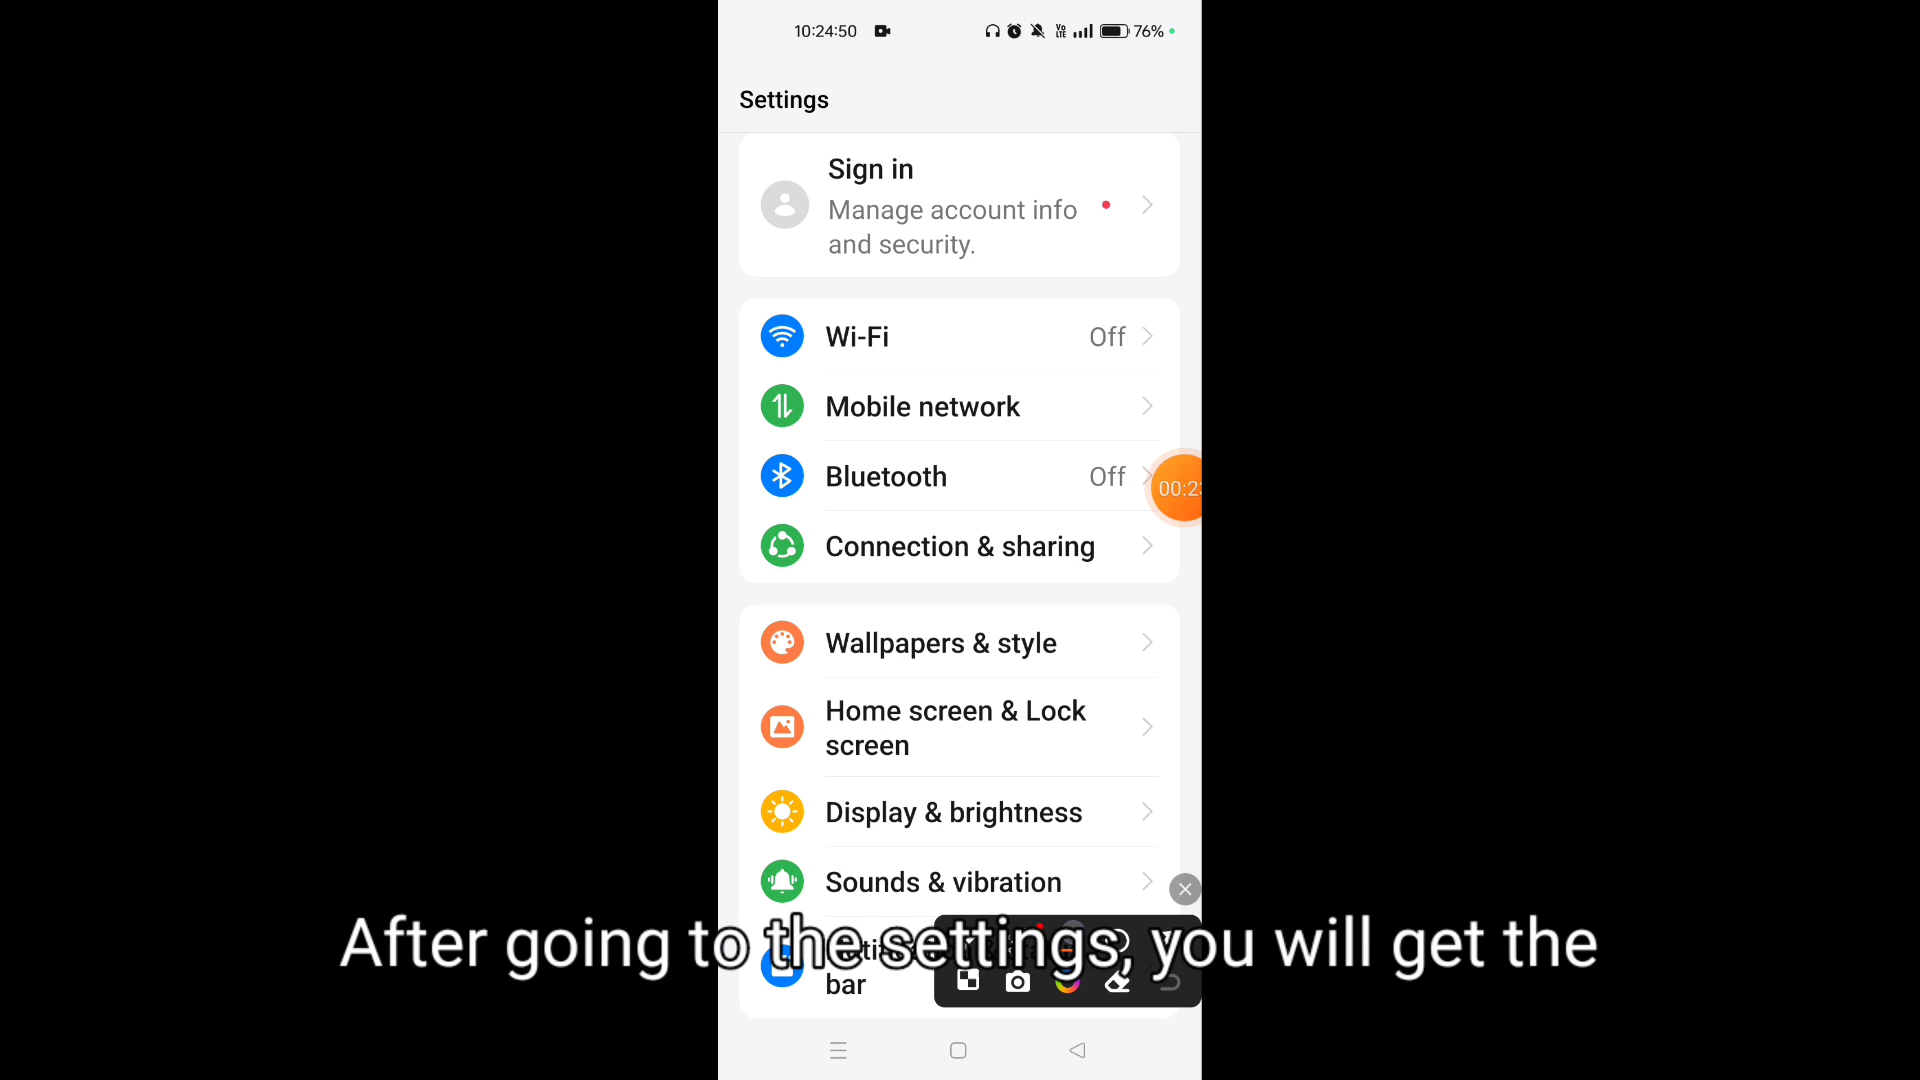 10:24:50
Vo LTE
76%
Settings
Sign in
Manage account info
and security.
Wi-Fi
Off
Mobile network
Bluetooth
Off
00:2
Connection & sharing
Wallpapers & style
Home screen & Lock
screen
Display & brightness
Sounds & vibration
After going to the settings, you will get the
bar